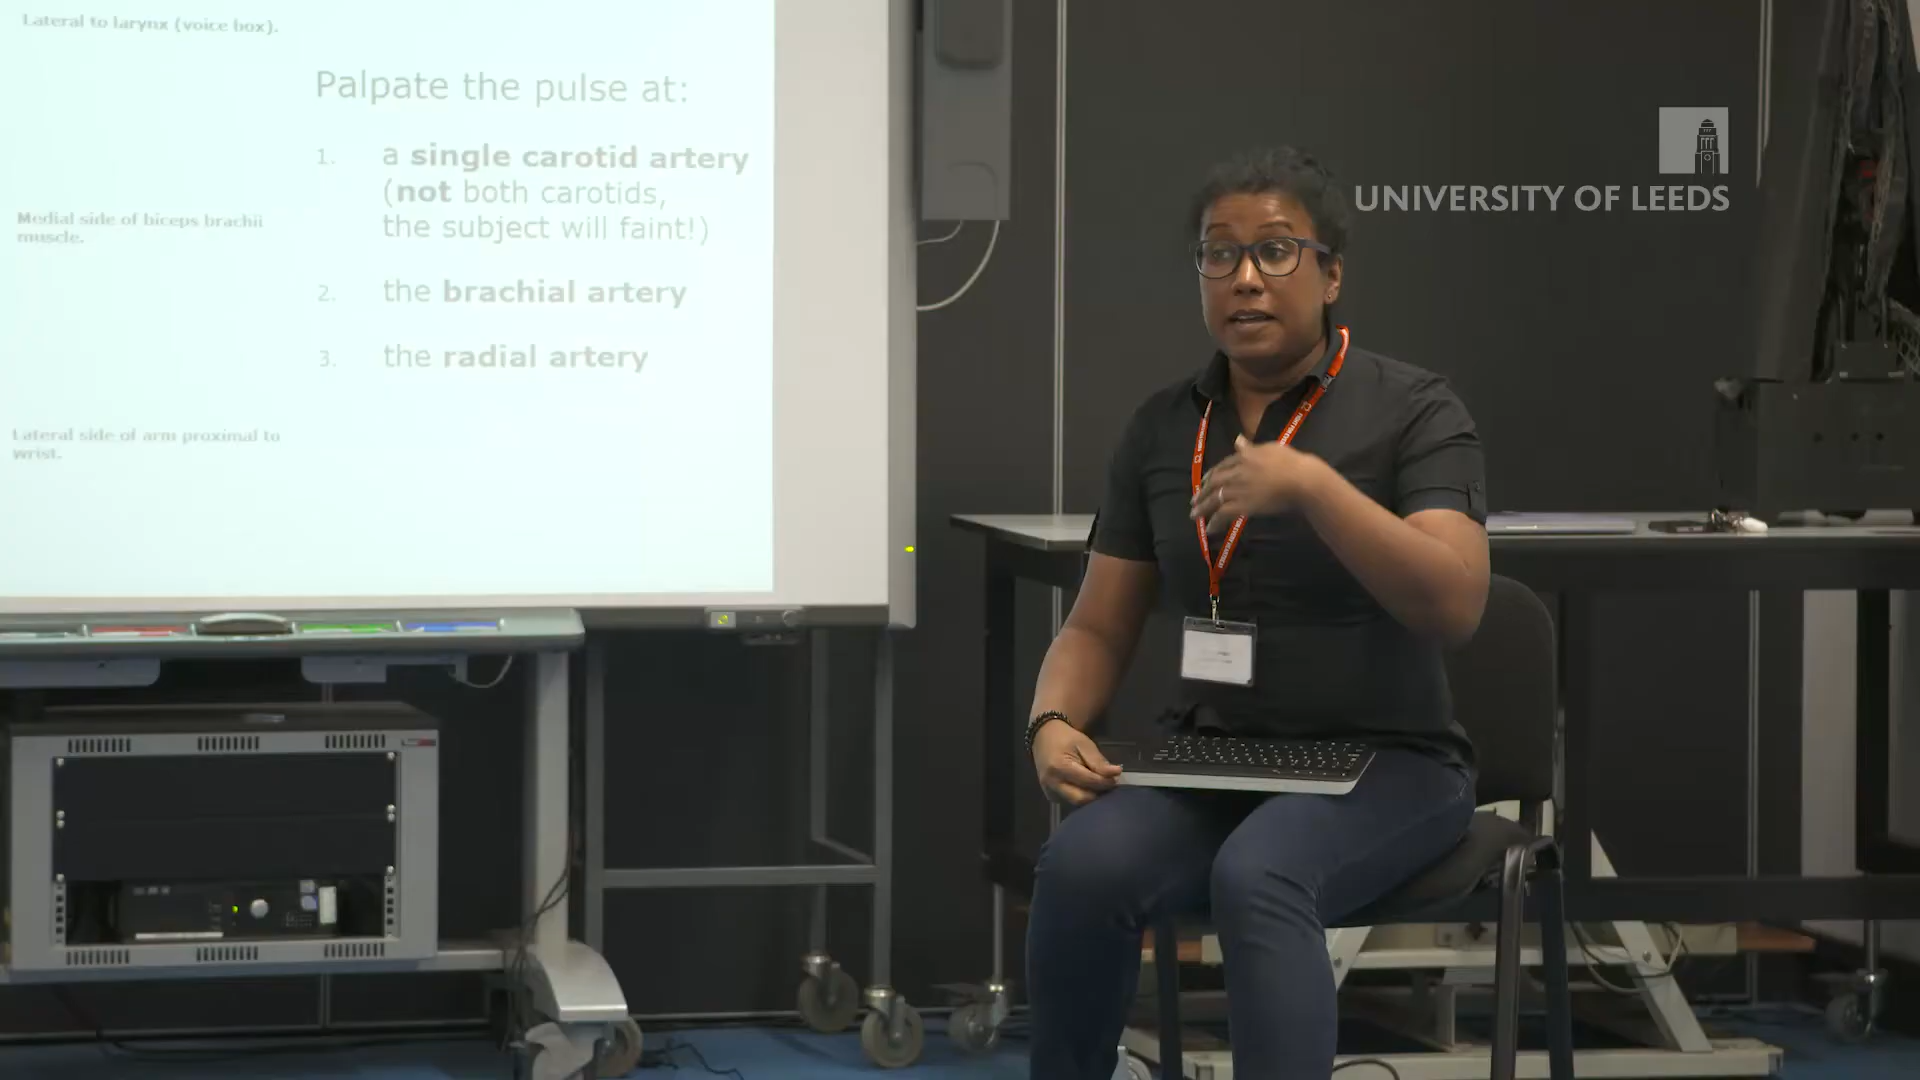 Lateral to larynx (voice box).
Palpate the pulse at:
1. a single carotid artery
(not both carotids,
the subject will faint!)
Medial side of biceps brachii
muscle.
2. the brachial artery
3. the radial artery
Lateral side of arm proximal to
wrist.
UNIVERSITY OF LEEDS